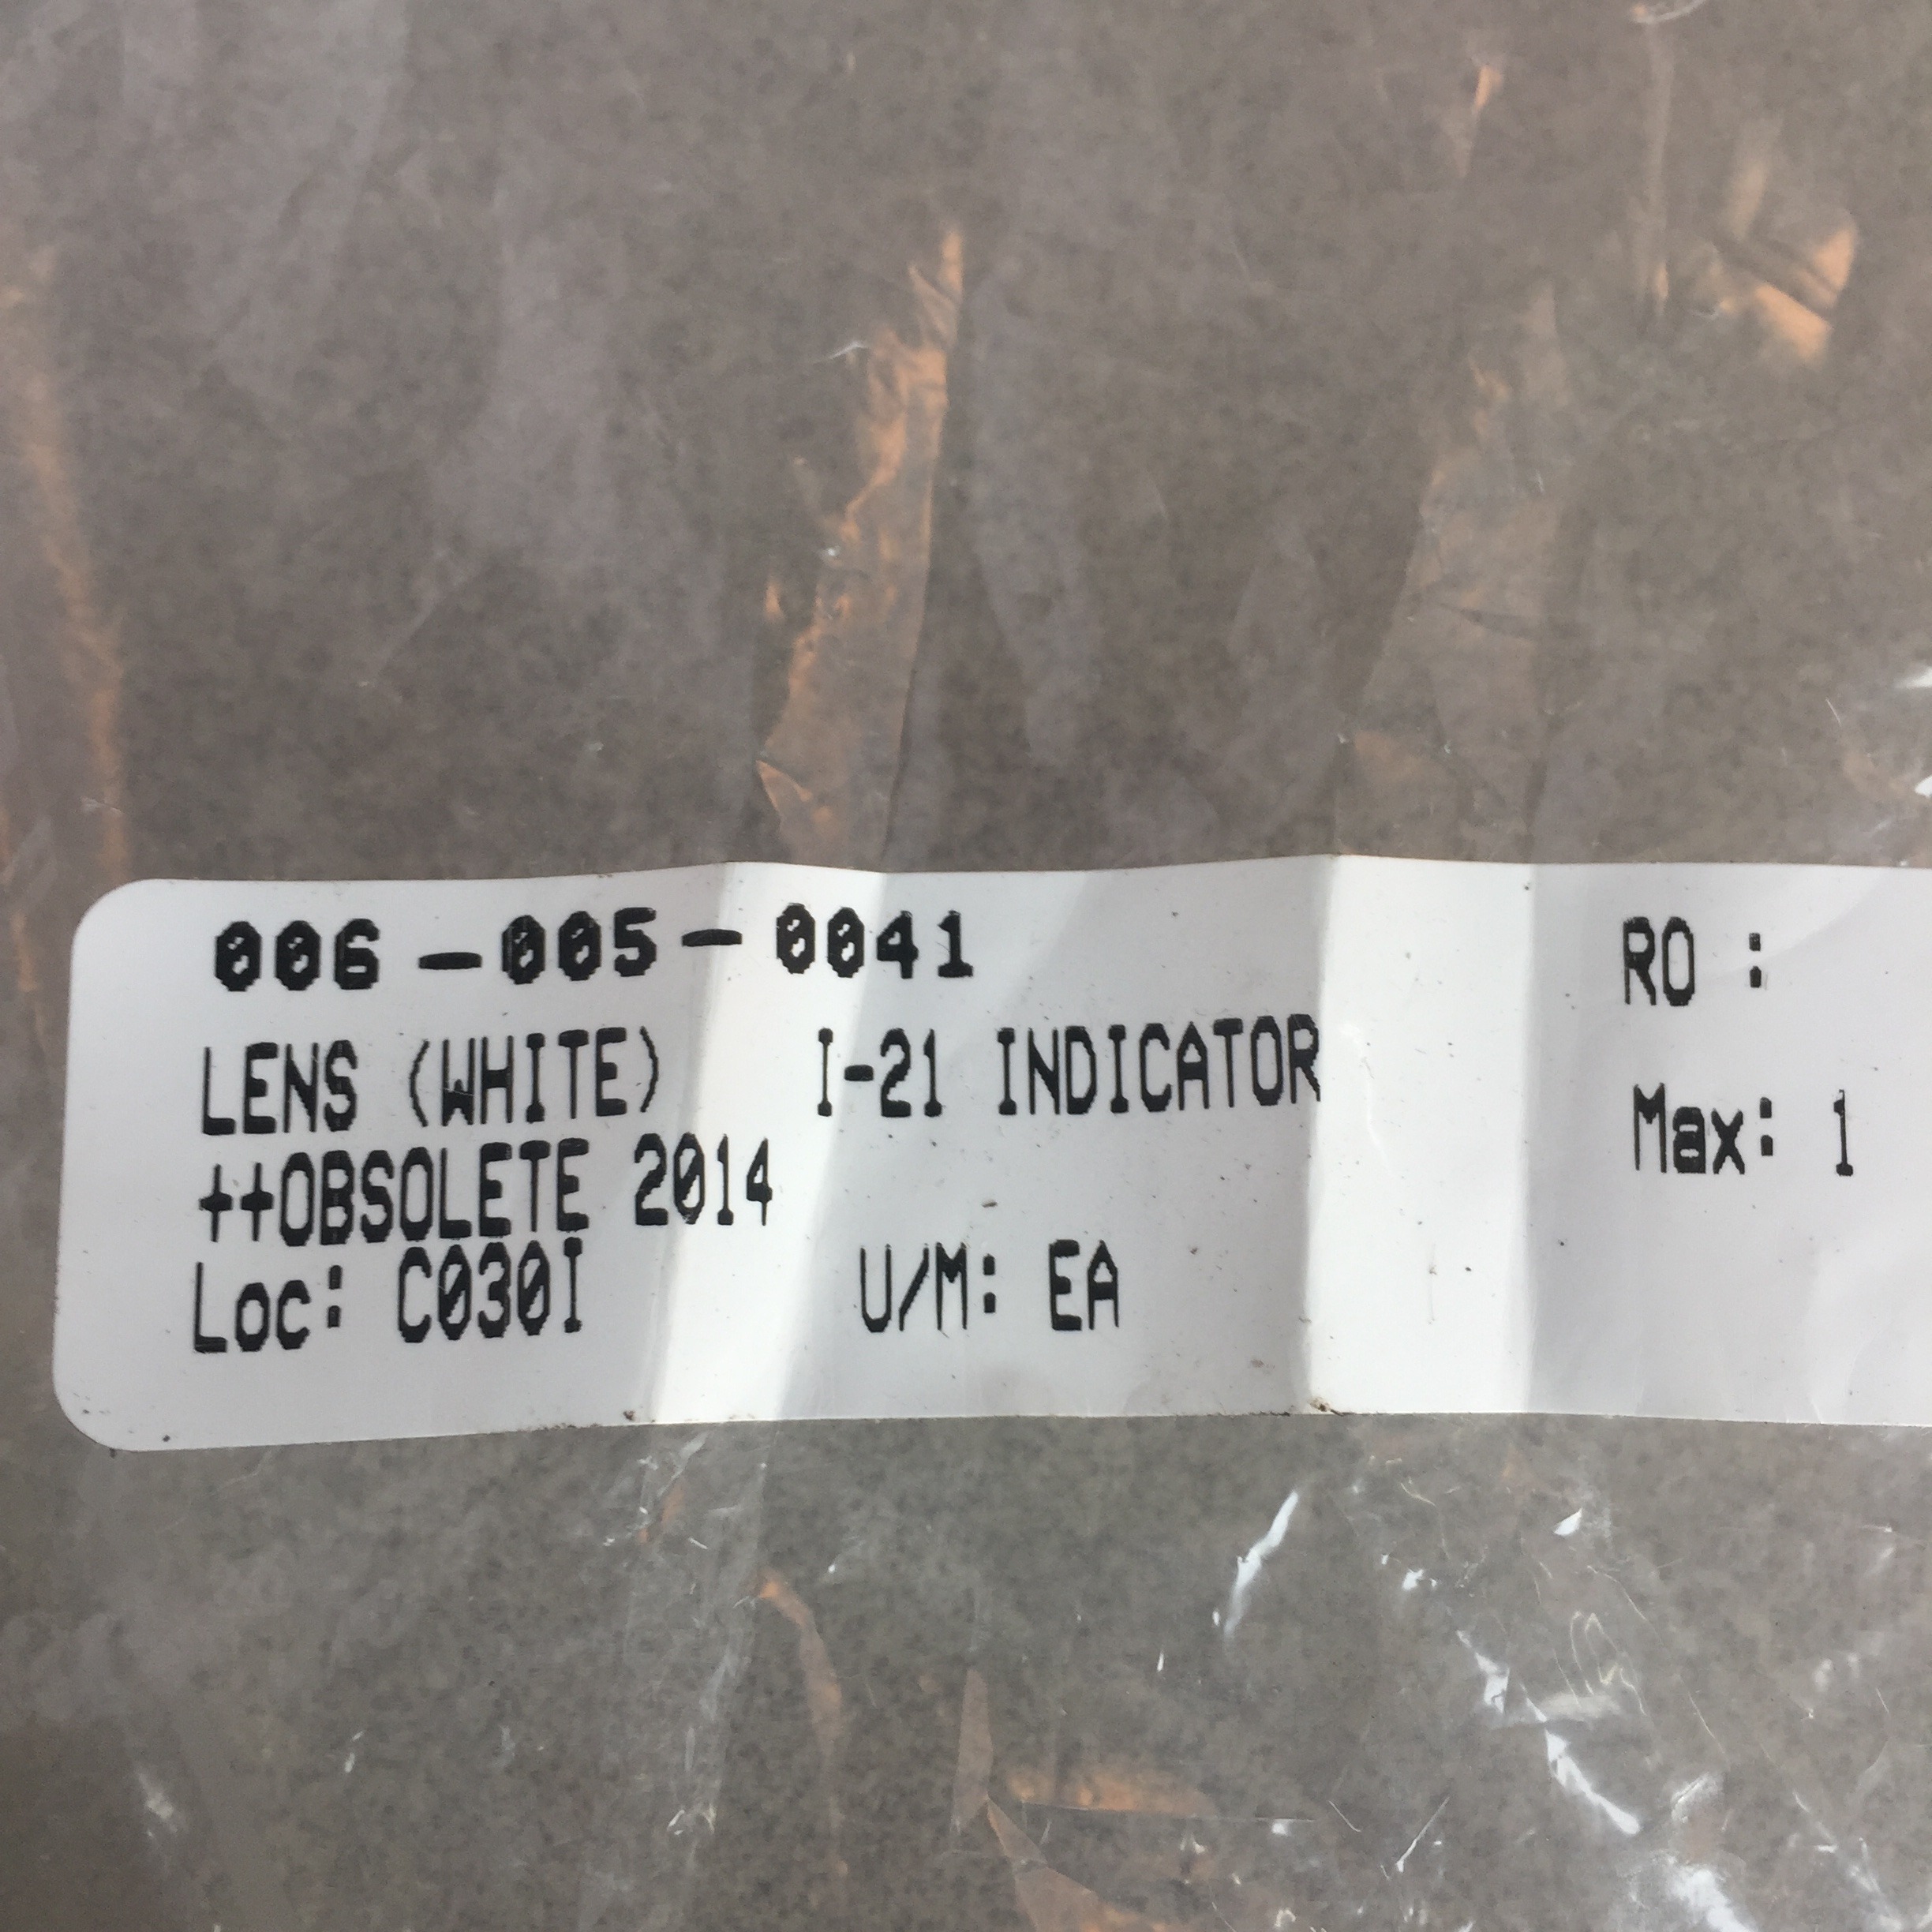 006-005-0041 RO :
LENS (WHITE) I-21 INDICATOR Max: 1
++OBSOLETE 2014
Loc: C030I U/M: EA